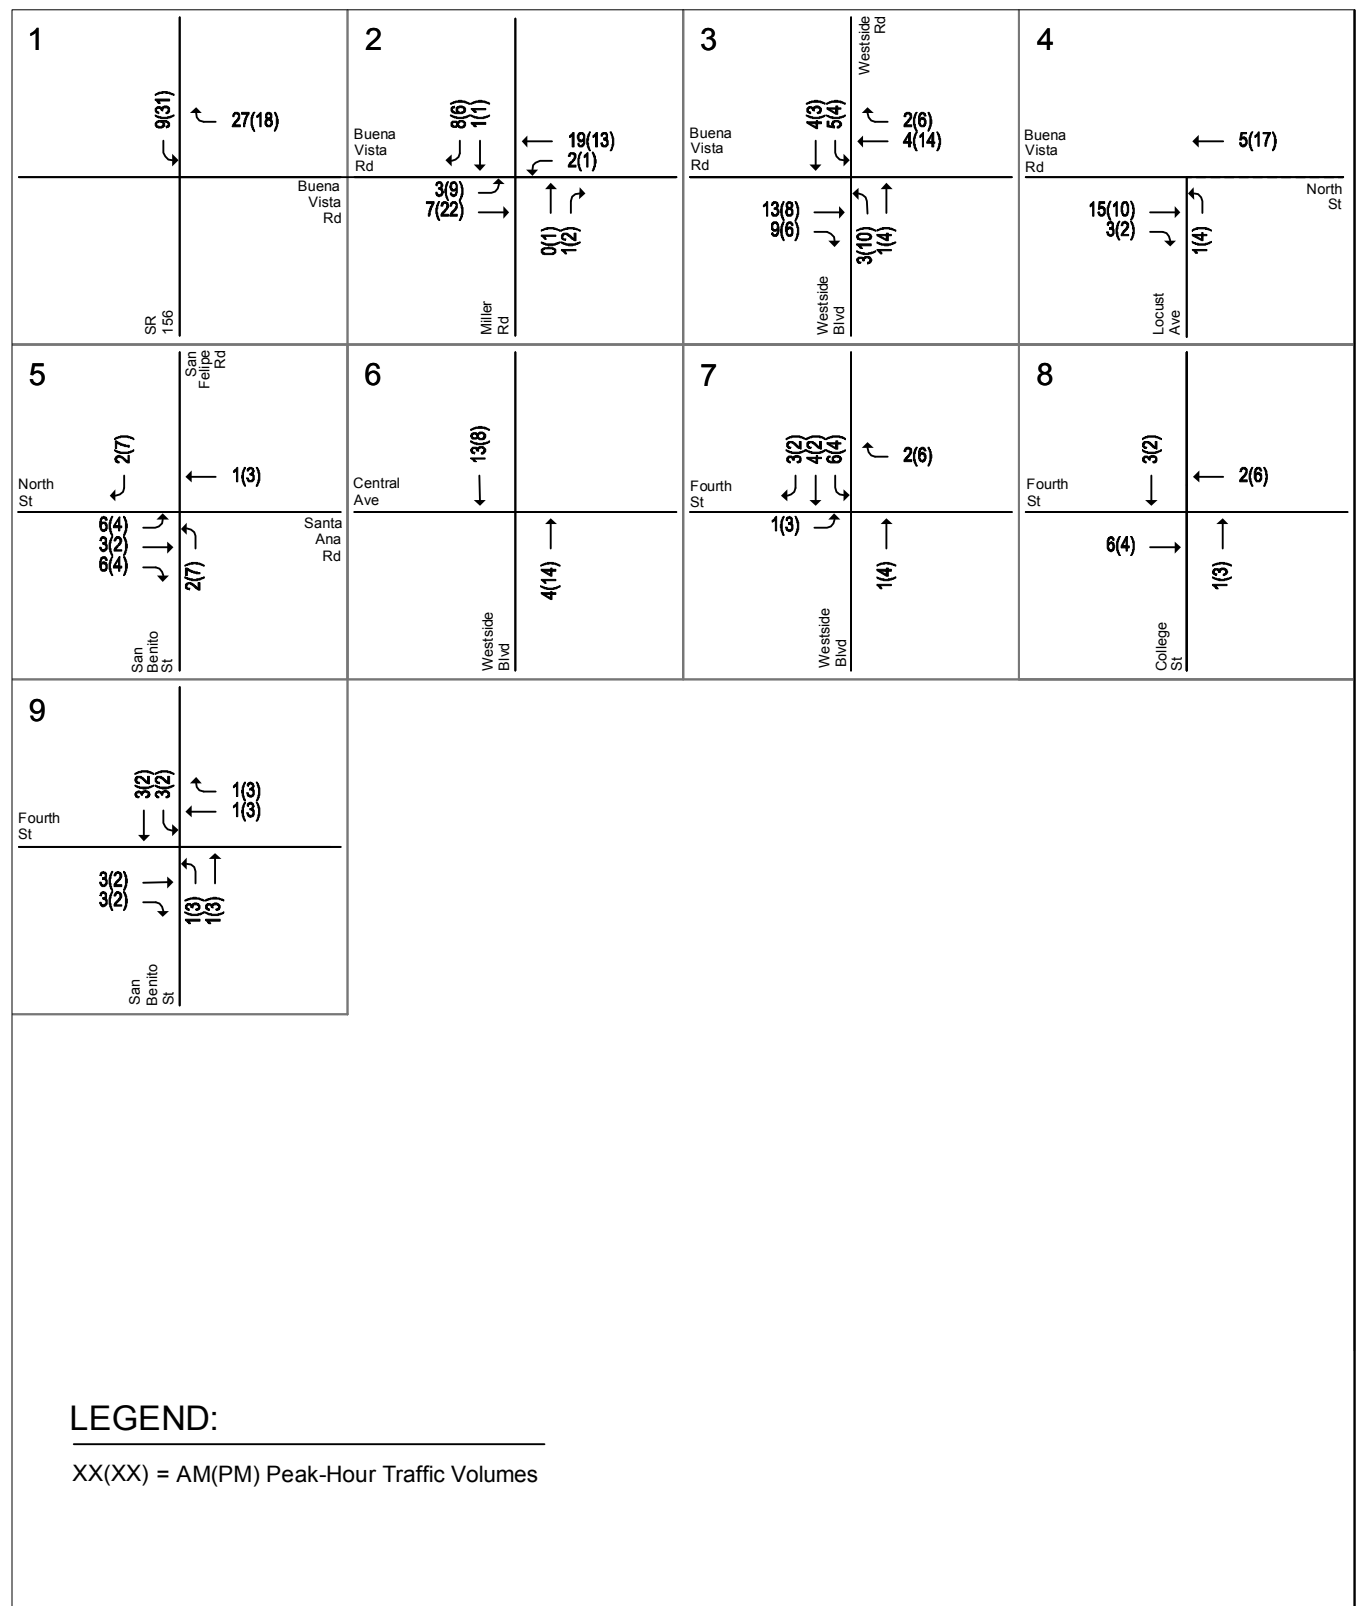 1
9(31)
27(18)
Buena
Vista
Rd
SR
156
2
8(6)
1(1)
Buena
Vista
Rd
19(13)
2(1)
3(9)
7(22)
0(1)
1(2)
Miller
Rd
3
Westside
Rd
4(3)
5(4)
2(6)
4(14)
Buena
Vista
Rd
13(8)
9(6)
3(10)
1(4)
Westside
Blvd
4
Buena
Vista
Rd
5(17)
North
St
15(10)
3(2)
1(4)
Locust
Ave
5
San
Felipe
Rd
2(7)
1(3)
North
St
6(4)
3(2)
6(4)
2(7)
Santa
Ana
Rd
San
Benito
St
6
13(8)
Central
Ave
4(14)
Westside
Blvd
7
3(2)
4(2)
6(4)
2(6)
Fourth
St
1(3)
1(4)
Westside
Blvd
8
3(2)
2(6)
Fourth
St
6(4)
1(3)
College
St
9
3(2)
3(2)
1(3)
1(3)
Fourth
St
3(2)
3(2)
1(3)
1(3)
San
Benito
St
LEGEND:
XX(XX) = AM(PM) Peak-Hour Traffic Volumes